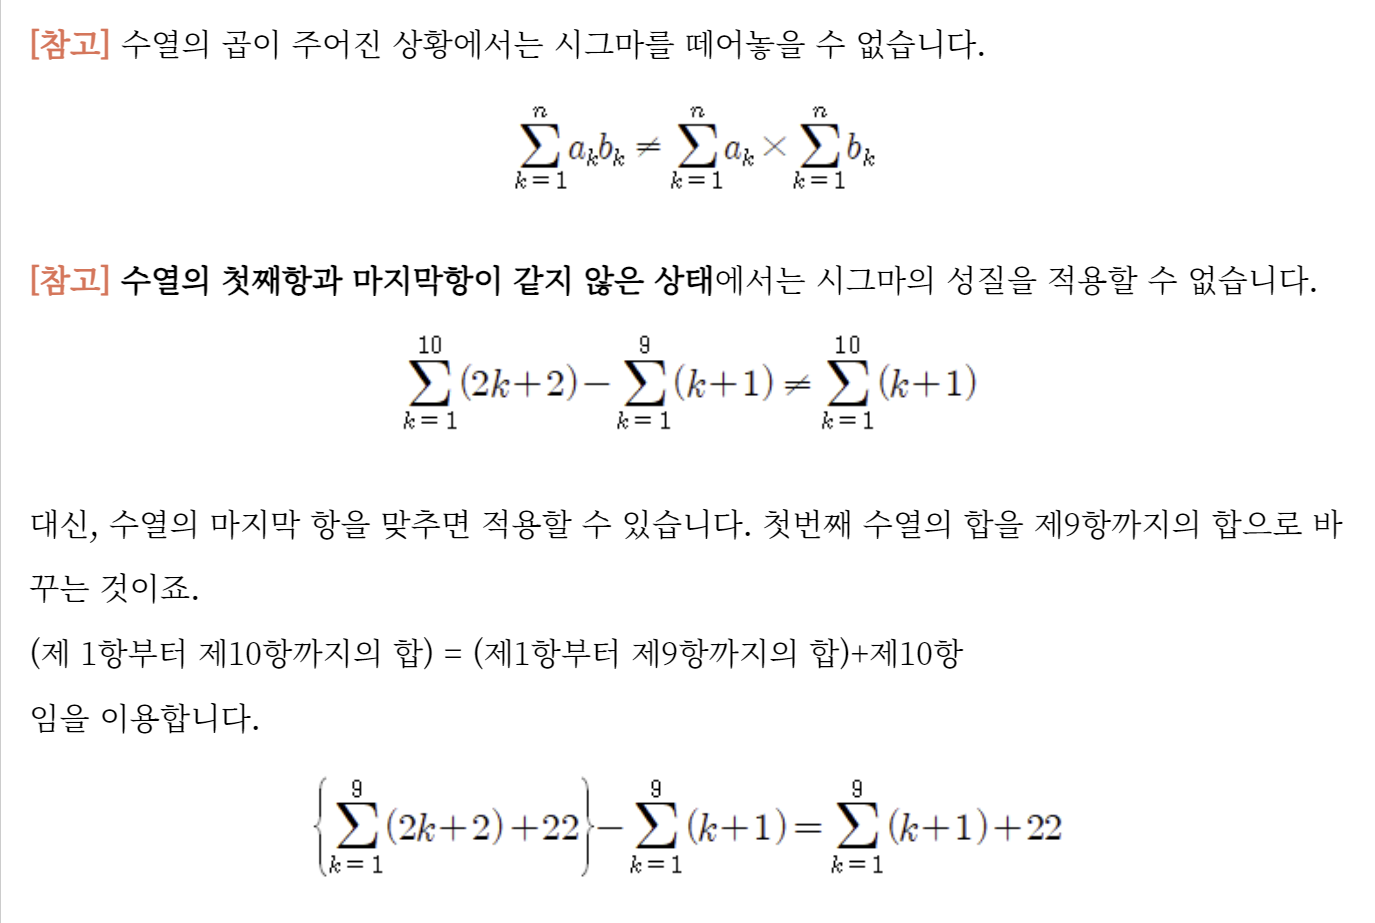 [참고] 수열의 곱이 주어진 상황에서는 시그마를 떼어놓을 수 없습니다.
\sum_{k=1}^{n} a_k b_k ≠ \sum_{k=1}^{n} a_k × \sum_{k=1}^{n} b_k
[참고] 수열의 첫째항과 마지막항이 같지 않은 상태에서는 시그마의 성질을 적용할 수 없습니다.
\sum_{k=1}^{10} (2k+2) − \sum_{k=1}^{9} (k+1) ≠ \sum_{k=1}^{10} (k+1)
대신, 수열의 마지막 항을 맞추면 적용할 수 있습니다. 첫번째 수열의 합을 제9항까지의 합으로 바
꾸는 것이죠.
(제 1항부터 제10항까지의 합) = (제1항부터 제9항까지의 합)+제10항
임을 이용합니다.
{\sum_{k=1}^{9} (2k+2)+22} − \sum_{k=1}^{9} (k+1) = \sum_{k=1}^{9} (k+1)+22